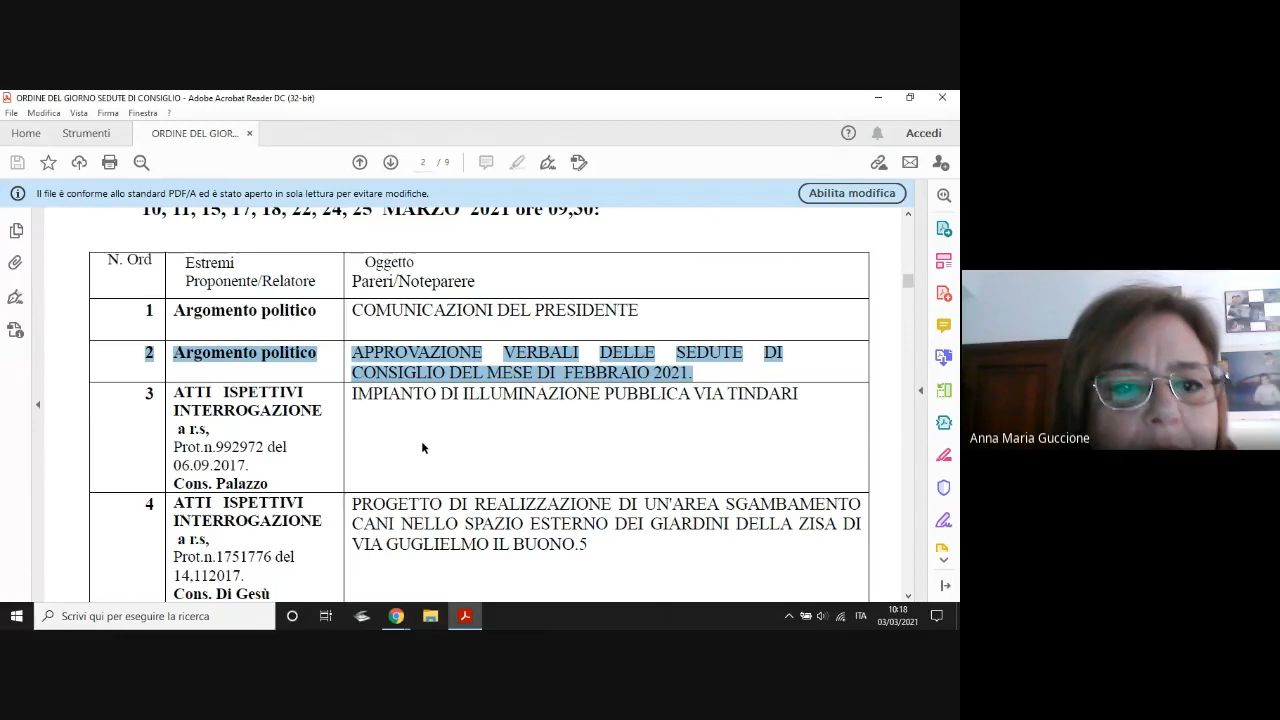 ORDINE DEL GIORNO SEDUTE DI CONSIGLIO - Adobe Acrobat Reader DC (32-bit)
File Modifica Vista Firma Finestra ?
Home Strumenti ORDINE DEL GIOR... × Accedi
2 / 9
Il file è conforme allo standard PDF/A ed è stato aperto in sola lettura per evitare modifiche. Abilita modifica
10, 11, 15, 17, 18, 22, 24, 25 MARZO 2021 ore 09,30:
N. Ord
Estremi
Proponente/Relatore
Oggetto
Pareri/Noteparere
1 Argomento politico COMUNICAZIONI DEL PRESIDENTE
2 Argomento politico APPROVAZIONE VERBALI DELLE SEDUTE DI
CONSIGLIO DEL MESE DI FEBBRAIO 2021.
3 ATTI ISPETTIVI IMPIANTO DI ILLUMINAZIONE PUBBLICA VIA TINDARI
INTERROGAZIONE
a r.s,
Prot.n.992972 del
06.09.2017.
Cons. Palazzo
4 ATTI ISPETTIVI PROGETTO DI REALIZZAZIONE DI UN'AREA SGAMBAMENTO
INTERROGAZIONE CANI NELLO SPAZIO ESTERNO DEI GIARDINI DELLA ZISA DI
a r.s, VIA GUGLIELMO IL BUONO.5
Prot.n.1751776 del
14,112017.
Cons. Di Gesù
Anna Maria Guccione
Scrivi qui per eseguire la ricerca
ITA
10:18
03/03/2021